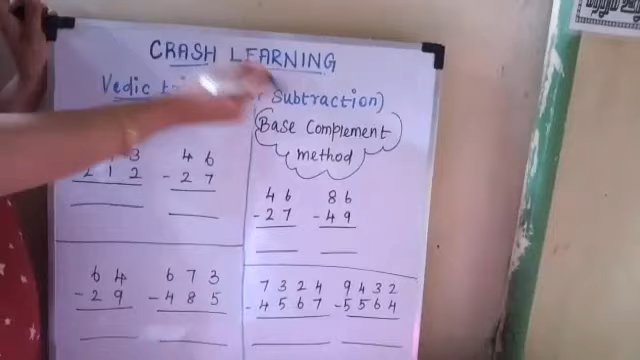 CRASH LEARNING
Vedic Subtraction)
Base Complement
method
3 4 6
2 1 2 - 2 7
4 6 8 6
- 2 7 - 4 9
6 4 6 7 3
- 2 9 - 4 8 5
7 3 2 4 9 4 3 2
- 4 5 6 7 - 5 5 6 4